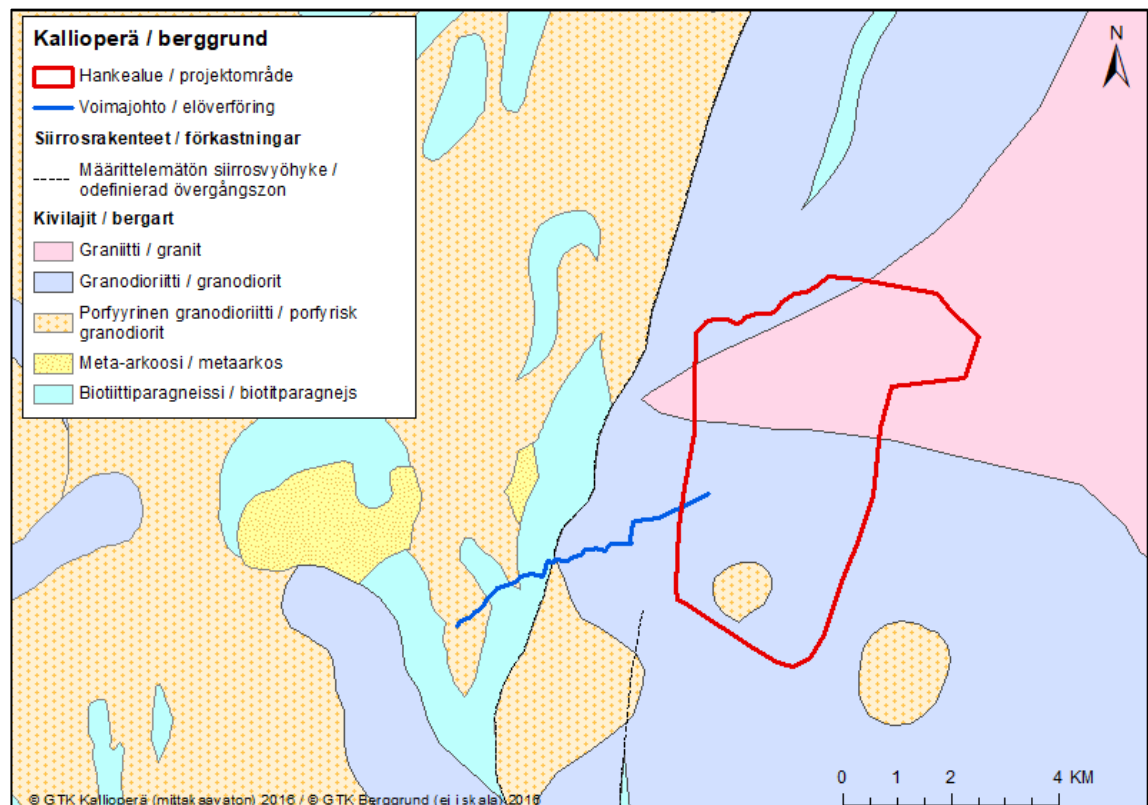 Kallioperä / berggrund
Hankealue / projektområde
Voimajohto / elöverföring
Siirrosrakenteet / förkastningar
Määrittelemätön siirrosvyöhyke /
odefinierad övergångszon
Kivilajit / bergart
Graniitti / granit
Granodioriitti / granodiorit
Porfyyrinen granodioriitti / porfyrisk
granodiorit
Meta-arkoosi / metaarkos
Biotiittiparagneissi / biotitparagnejs
N
0 1 2 4 KM
© GTK Kallioperä (mittakaavaton) 2016 / © GTK Berggrund (ej i skala) 2016